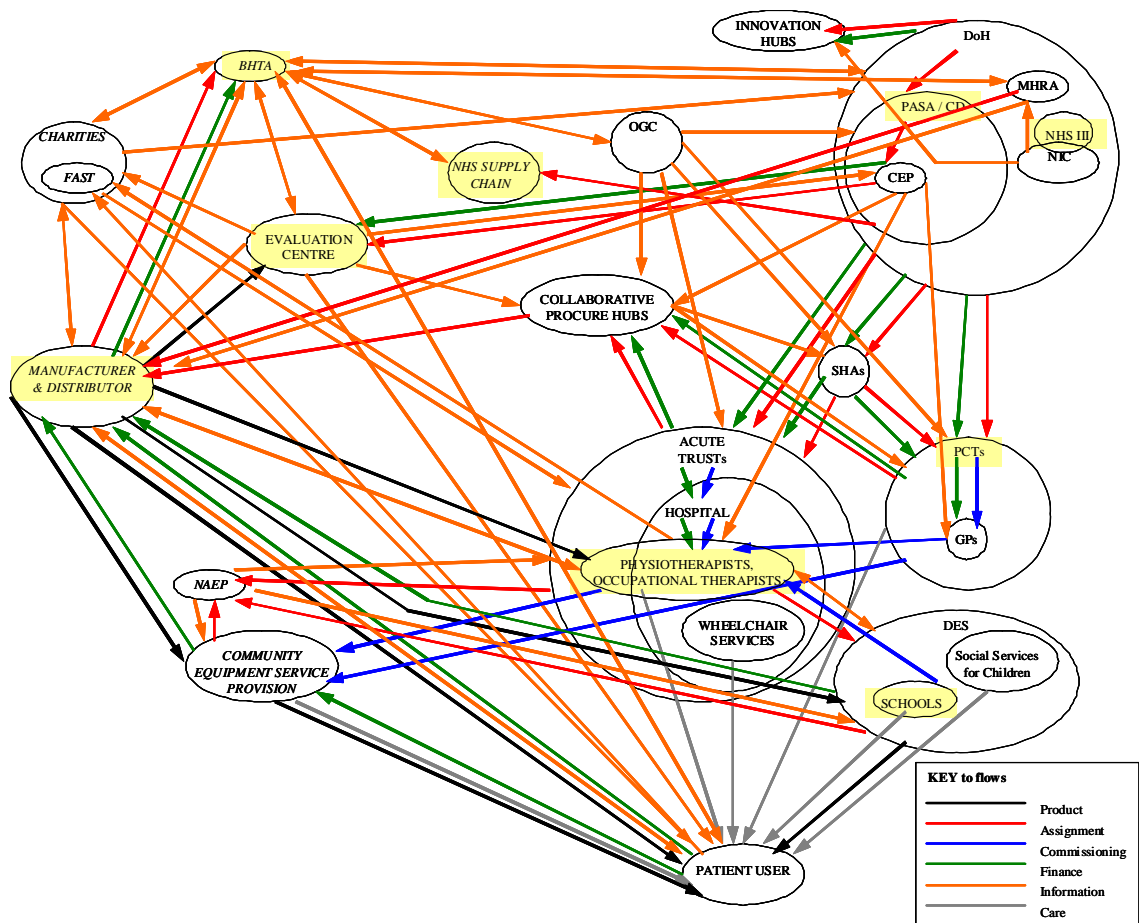 INNOVATION
HUBS
DoH
BHTA
MHRA
PASA / CD
CHARITIES
OGC
NHS III
NIC
FAST
NHS SUPPLY
CHAIN
CEP
EVALUATION
CENTRE
COLLABORATIVE
PROCURE HUBS
MANUFACTURER
& DISTRIBUTOR
SHAs
ACUTE
TRUSTs
PCTs
HOSPITAL
GPs
PHYSIOTHERAPISTS,
OCCUPATIONAL THERAPISTS
NAEP
WHEELCHAIR
SERVICES
DES
COMMUNITY
EQUIPMENT SERVICE
PROVISION
Social Services
for Children
SCHOOLS
PATIENT USER
KEY to flows
Product
Assignment
Commissioning
Finance
Information
Care